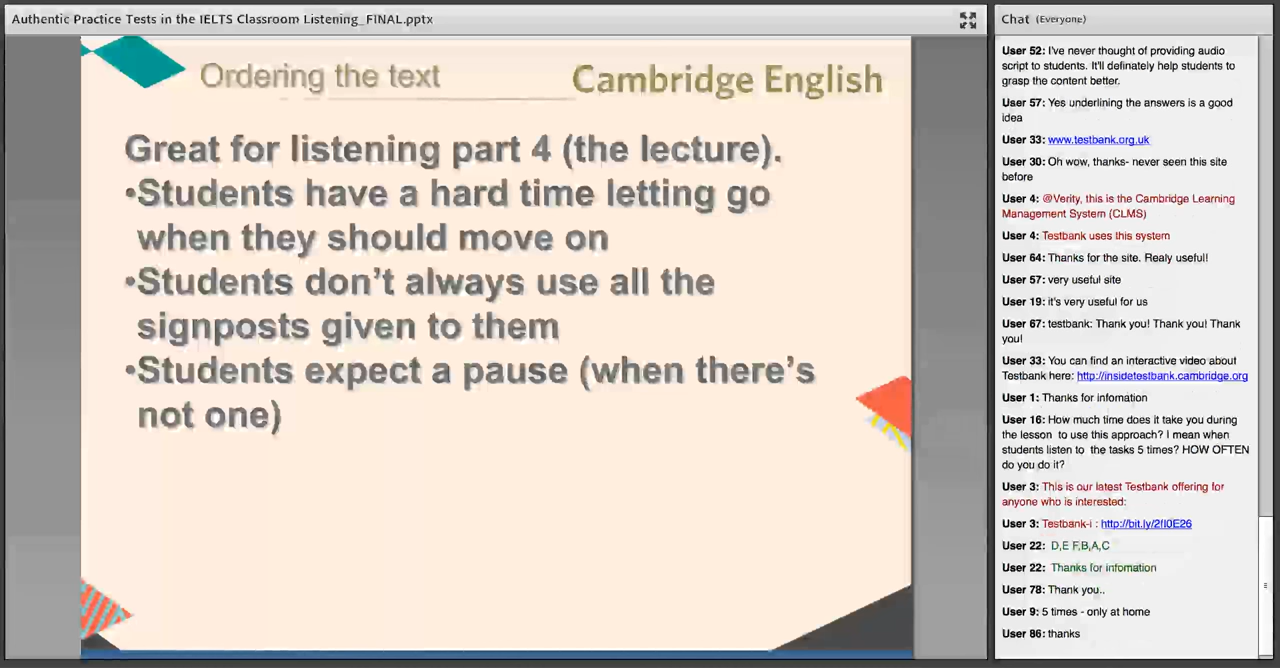 Authentic Practice Tests in the IELTS Classroom Listening_FINAL.pptx
Ordering the text
Cambridge English
Great for listening part 4 (the lecture).
•Students have a hard time letting go
when they should move on
•Students don't always use all the
signposts given to them
•Students expect a pause (when there's
not one)
Chat (Everyone)
User 52: I've never thought of providing audio
script to students. It'll definately help students to
grasp the content better.
User 57: Yes underlining the answers is a good
idea
User 33: www.testbank.org.uk
User 30: Oh wow, thanks- never seen this site
before
User 4: @Verity, this is the Cambridge Learning
Management System (CLMS)
User 4: Testbank uses this system
User 64: Thanks for the site. Realy useful!
User 57: very useful site
User 19: it's very useful for us
User 67: testbank: Thank you! Thank you! Thank
you!
User 33: You can find an interactive video about
Testbank here: http://insidetestbank.cambridge.org
User 1: Thanks for infomation
User 16: How much time does it take you during
the lesson to use this approach? I mean when
students listen to the tasks 5 times? HOW OFTEN
do you do it?
User 3: This is our latest Testbank offering for
anyone who is interested:
User 3: Testbank-i : http://bit.ly/2fI0E26
User 22: D,E F,B,A,C
User 22: Thanks for infomation
User 78: Thank you..
User 9: 5 times - only at home
User 86: thanks